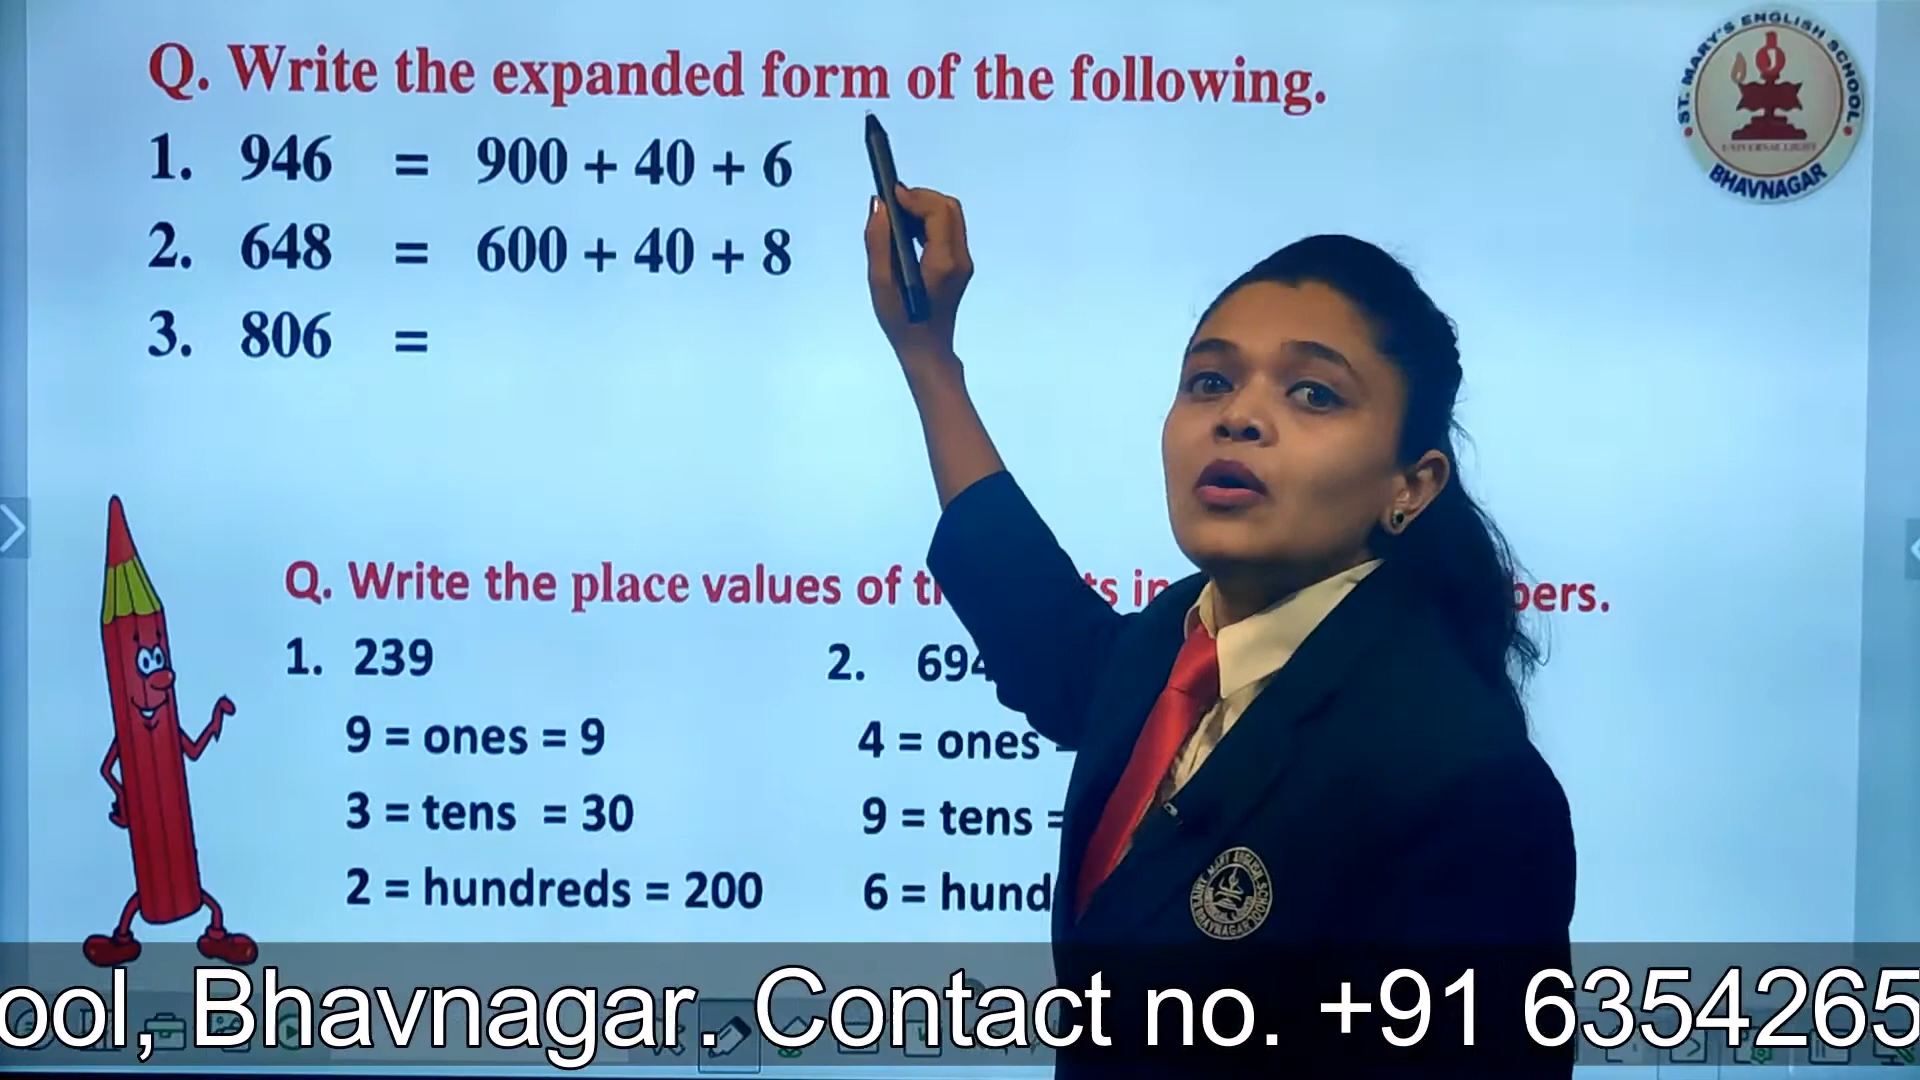 Q. Write the expanded form of the following.
1. 946 = 900 + 40 + 6
2. 648 = 600 + 40 + 8
3. 806 =
ST. MARY'S ENGLISH SCHOOL
UNIVERSAL LIGHT
BHAVNAGAR
Q. Write the place values of
1. 239
9 = ones = 9
3 = tens = 30
2 = hundreds = 200
2. 694
4 = ones
9 = tens =
6 = hund
ool, Bhavnagar. Contact no. +91 6354265